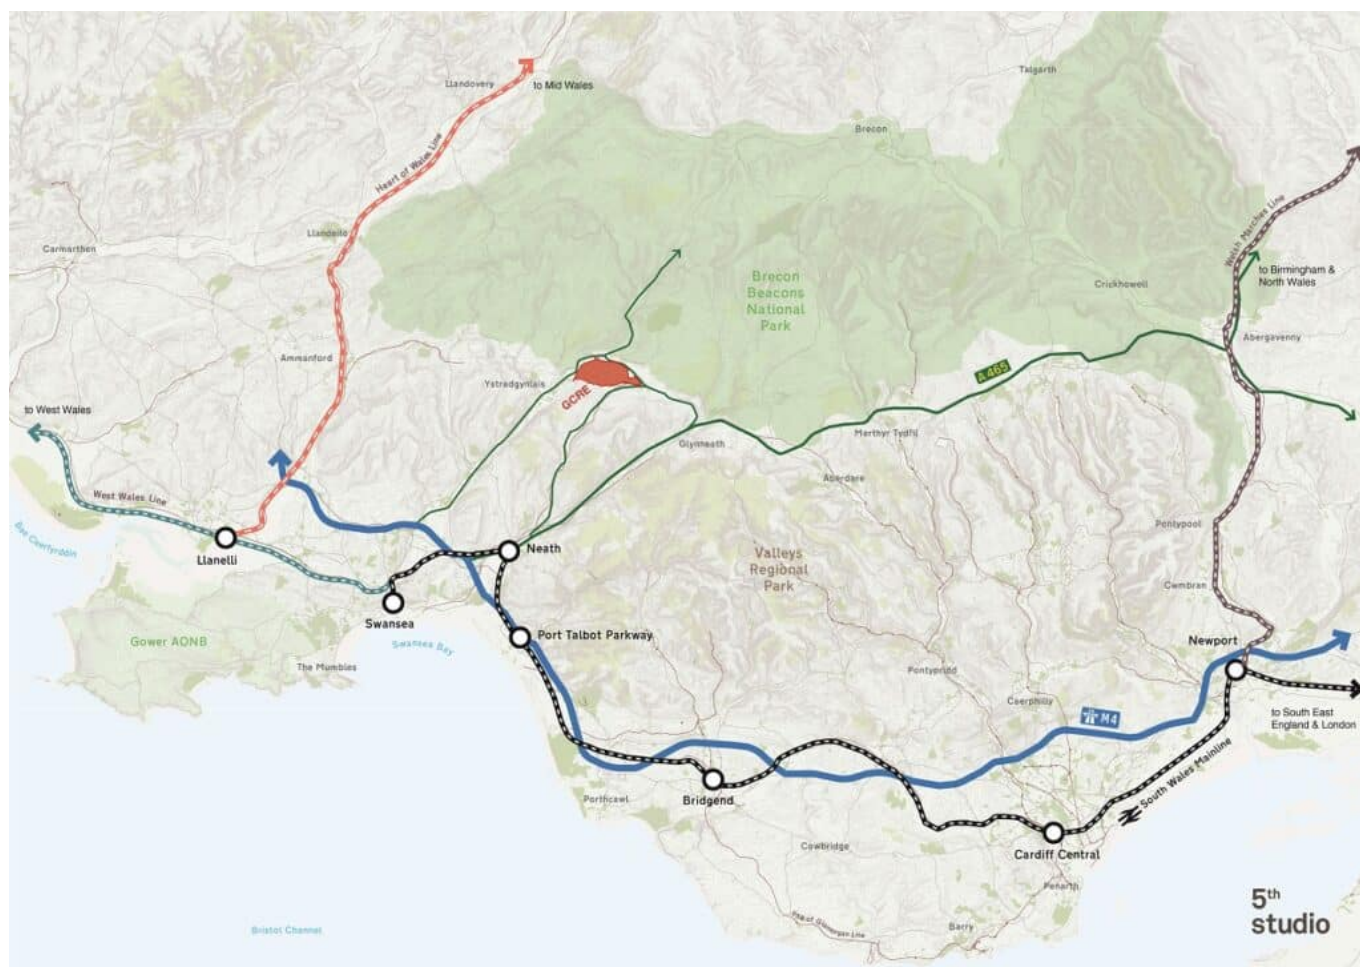 Talgarth
Llandovery
to Mid Wales
Brecon
Heart of Wales Line
Llandeilo
Carmarthen
Welsh Marches Line
to Birmingham &
North Wales
Brecon
Beacons
National
Park
Crickhowell
Abergavenny
Ammanford
Ystradgynlais
GCRE
A465
to West Wales
Glynneath
Merthyr Tydfil
Aberdare
West Wales Line
Bae Caerfyrddin
Llanelli
Neath
Pontypool
Valleys
Regional
Park
Cwmbran
Swansea
Gower AONB
Swansea Bay
Port Talbot Parkway
Newport
The Mumbles
Pontypridd
Caerphilly
M4
to South East
England & London
South Wales Mainline
Porthcawl
Bridgend
Cowbridge
Cardiff Central
Penarth
Vale of Glamorgan Line
Barry
Bristol Channel
5th
studio